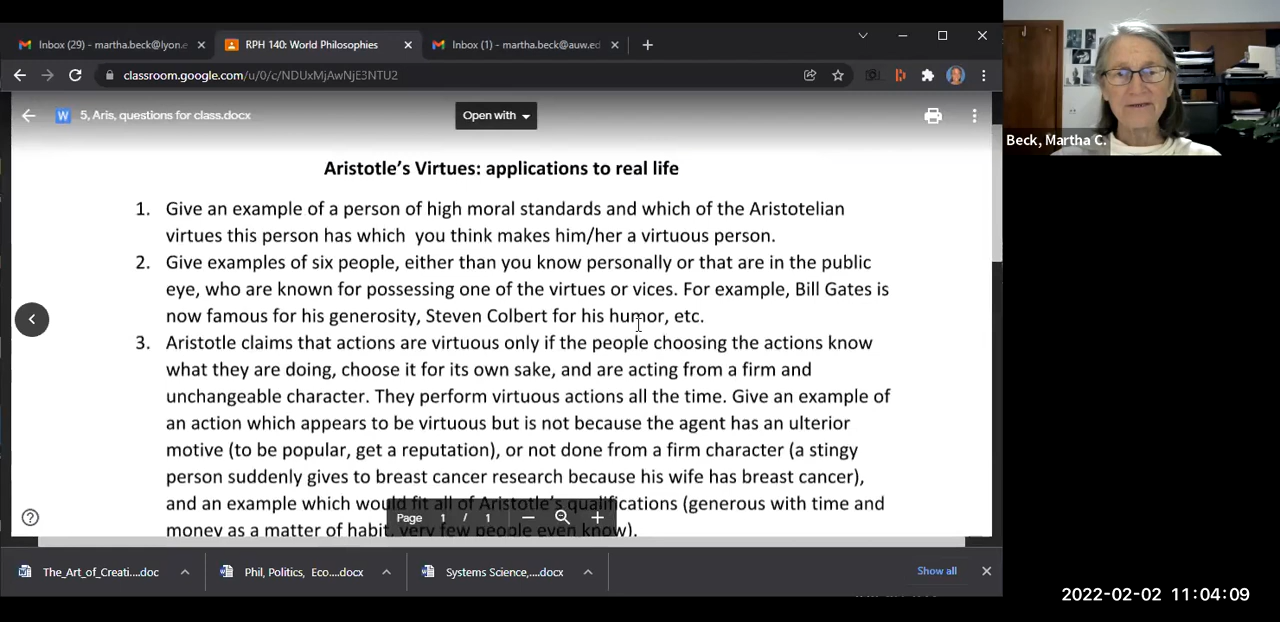 Inbox (29) - martha.beck@lyon.e
RPH 140: World Philosophies
Inbox (1) - martha.beck@auw.ed
classroom.google.com/u/0/c/NDUxMjAwNjE3NTU2
5, Aris, questions for class.docx
Open with
Beck, Martha C.
Aristotle's Virtues: applications to real life
1. Give an example of a person of high moral standards and which of the Aristotelian
virtues this person has which you think makes him/her a virtuous person.
2. Give examples of six people, either than you know personally or that are in the public
eye, who are known for possessing one of the virtues or vices. For example, Bill Gates is
now famous for his generosity, Steven Colbert for his humor, etc.
3. Aristotle claims that actions are virtuous only if the people choosing the actions know
what they are doing, choose it for its own sake, and are acting from a firm and
unchangeable character. They perform virtuous actions all the time. Give an example of
an action which appears to be virtuous but is not because the agent has an ulterior
motive (to be popular, get a reputation), or not done from a firm character (a stingy
person suddenly gives to breast cancer research because his wife has breast cancer),
and an example which would fit all of Aristotle's qualifications (generous with time and
money as a matter of habit, very few people even know).
Page 1 / 1
The_Art_of_Creati....doc
Phil, Politics, Eco....docx
Systems Science,....docx
Show all
2022-02-02 11:04:09